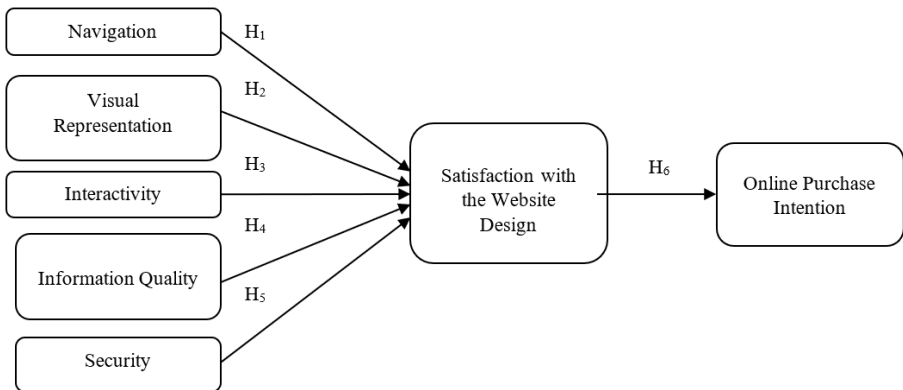 Navigation
H₁
Visual
Representation
H₂
Interactivity
H₃
Information Quality
H₄
Security
H₅
Satisfaction with
the Website
Design
H₆
Online Purchase
Intention